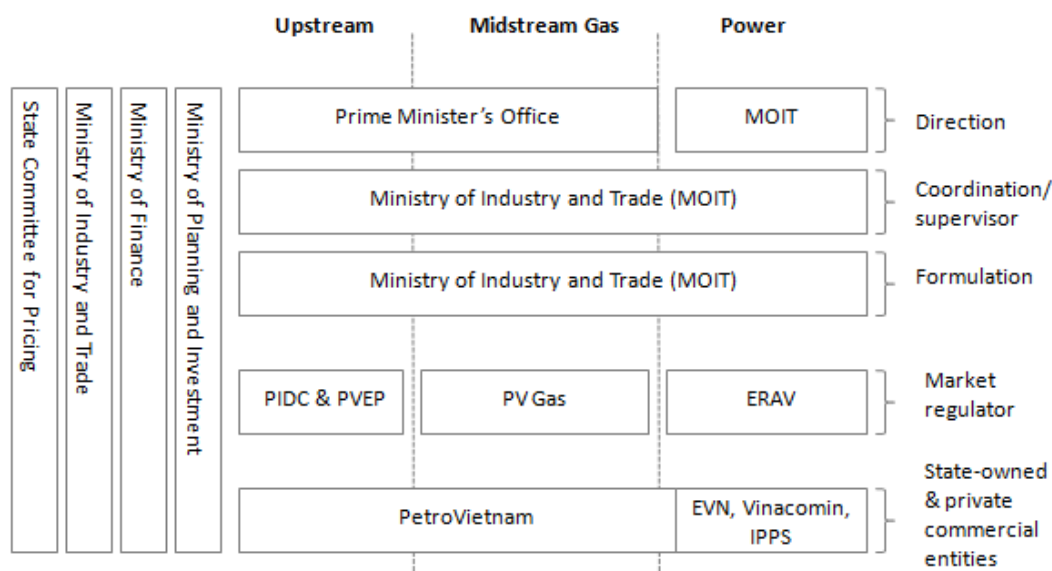 Upstream
Midstream Gas
Power
State Committee for Pricing
Ministry of Industry and Trade
Ministry of Finance
Ministry of Planning and Investment
Prime Minister's Office
MOIT
Direction
Ministry of Industry and Trade (MOIT)
Coordination/
supervisor
Ministry of Industry and Trade (MOIT)
Formulation
PIDC & PVEP
PV Gas
ERAV
Market
regulator
PetroVietnam
EVN, Vinacomin,
IPPS
State-owned
& private
commercial
entities